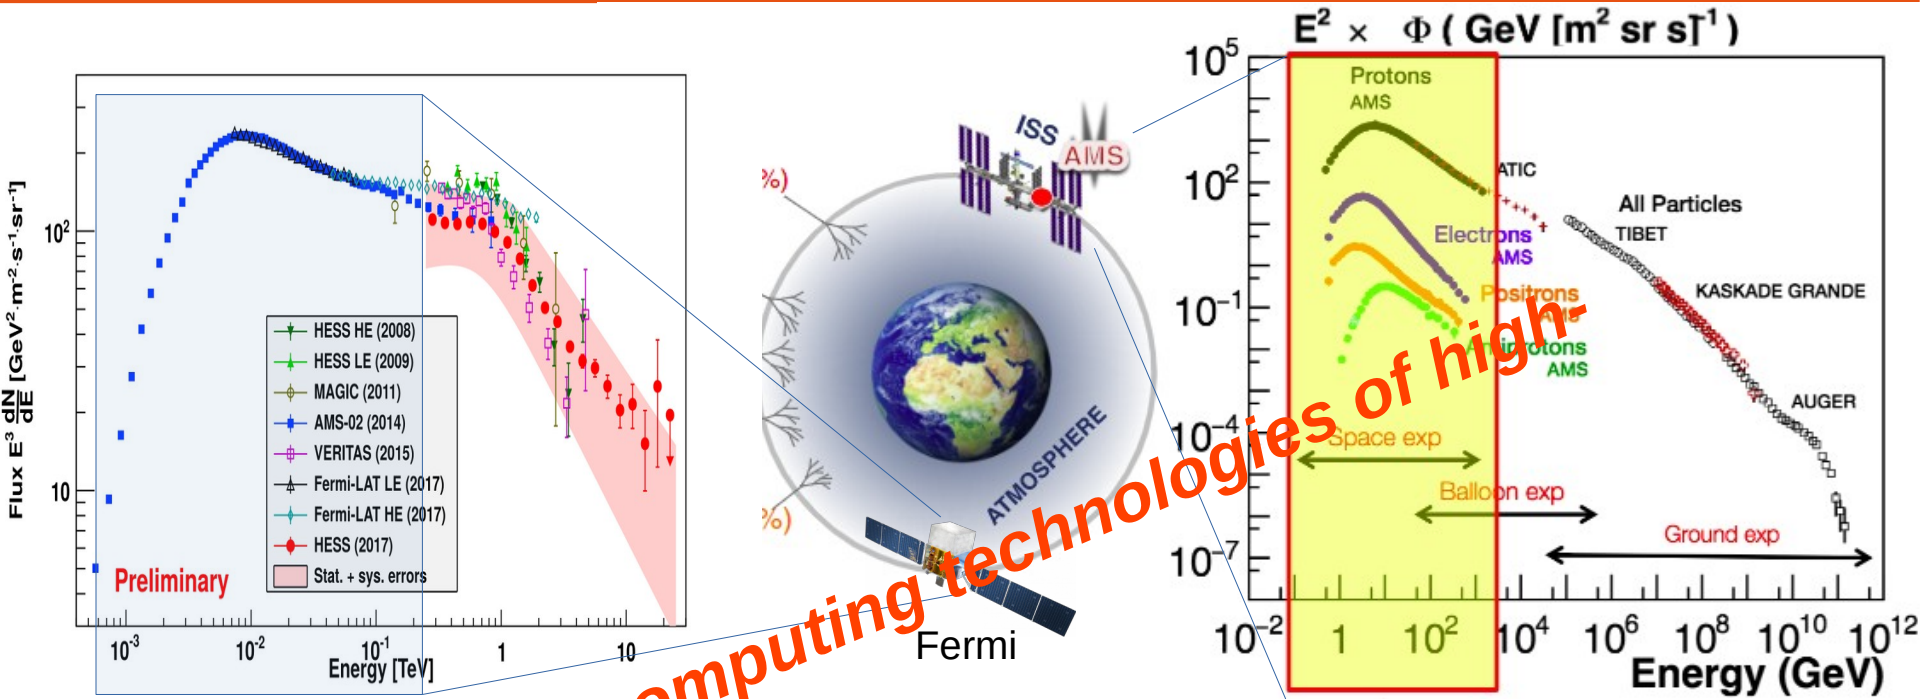 Flux E³ dN/dE [GeV²·m⁻²·s⁻¹·sr⁻¹]
10²
10
HESS HE (2008)
HESS LE (2009)
MAGIC (2011)
AMS-02 (2014)
VERITAS (2015)
Fermi-LAT LE (2017)
Fermi-LAT HE (2017)
HESS (2017)
Stat. + sys. errors
Preliminary
10⁻³ 10⁻² 10⁻¹ 1 10
Energy [TeV]
%)
%)
ISS
AMS
ATMOSPHERE
Fermi
omputing technologies of high-
E² × Φ ( GeV [m² sr s]⁻¹ )
10⁵
10²
10⁻¹
10⁻⁴
10⁻⁷
Protons
AMS
ATIC
All Particles
TIBET
Electrons
AMS
KASKADE GRANDE
Positrons
AMS
Antiprotons
AMS
AUGER
Space exp
Balloon exp
Ground exp
10⁻² 1 10² 10⁴ 10⁶ 10⁸ 10¹⁰ 10¹²
Energy (GeV)